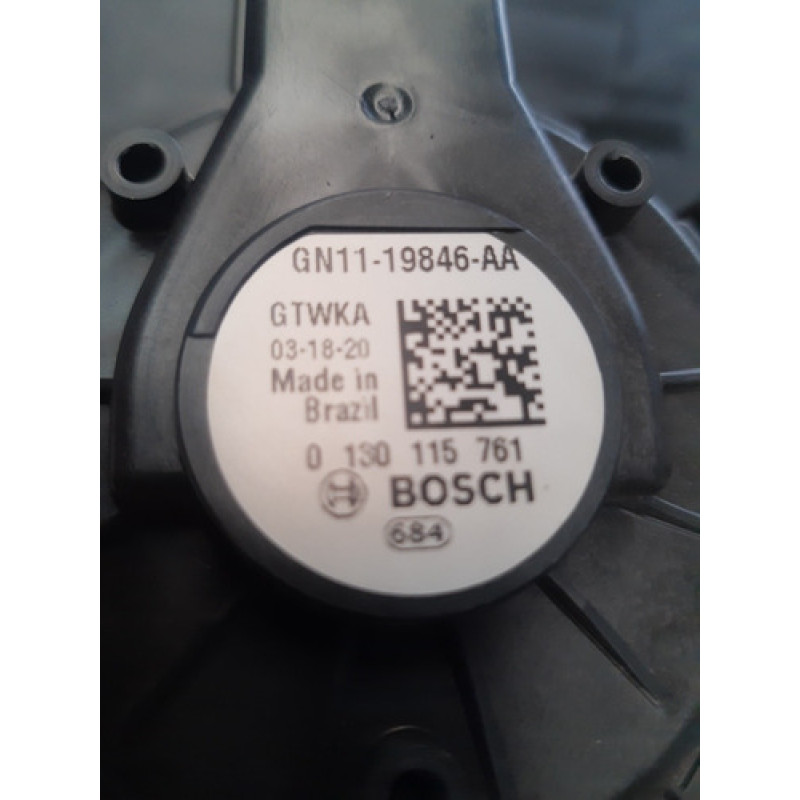 GN11-19846-AA
GTWKA
03-18-20
Made in
Brazil
0 130 115 761
BOSCH
684